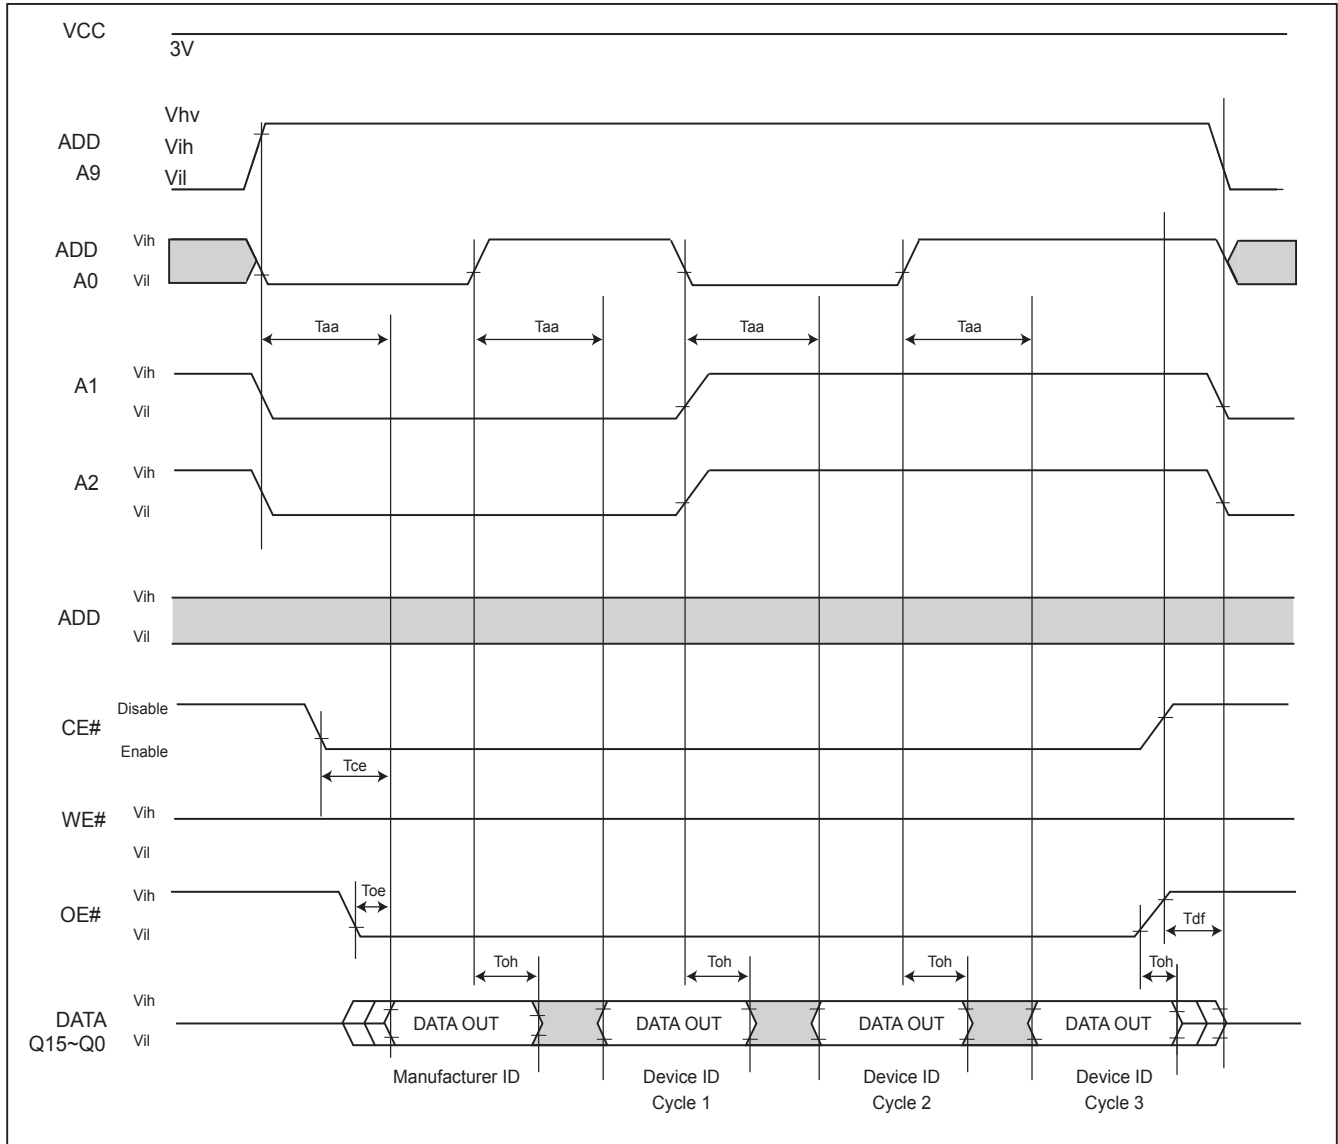 VCC
3V
Vhv
ADD
Vih
A9
Vil
ADD
Vih
A0
Vil
Taa
Taa
Taa
Taa
A1
Vih
Vil
A2
Vih
Vil
ADD
Vih
Vil
CE#
Disable
Enable
Tce
WE#
Vih
Vil
OE#
Vih
Vil
Toe
Tdf
Toh
Toh
Toh
Toh
DATA
Q15~Q0
Vih
Vil
DATA OUT
DATA OUT
DATA OUT
DATA OUT
Manufacturer ID
Device ID
Cycle 1
Device ID
Cycle 2
Device ID
Cycle 3